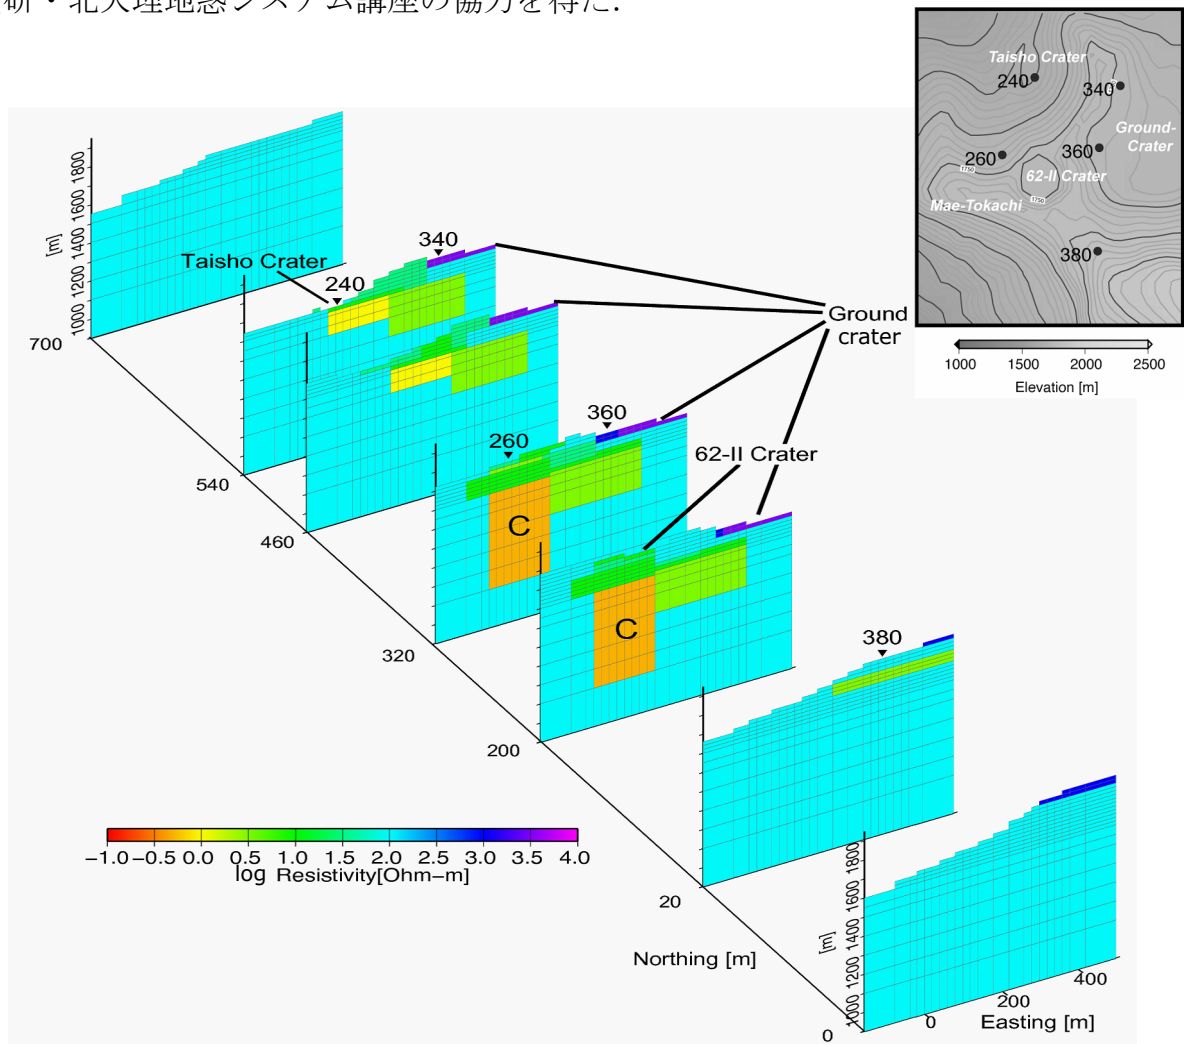 研・北大理地惑システム講座の協力を得た.
Taisho Crater
240
340
Ground-
Crater
260
360
1750
62-II Crater
1750
Mae-Tokachi
380
1000 1500 2000 2500
Elevation [m]
1000 1200 1400 1600 1800
[m]
700
Taisho Crater
240
340
Ground
crater
540
460
260
360
62-II Crater
C
320
C
200
380
20
-1.0 -0.5 0.0 0.5 1.0 1.5 2.0 2.5 3.0 3.5 4.0
log Resistivity[Ohm-m]
Northing [m]
1000 1200 1400 1600 1800
[m]
0
0 200 400
Easting [m]